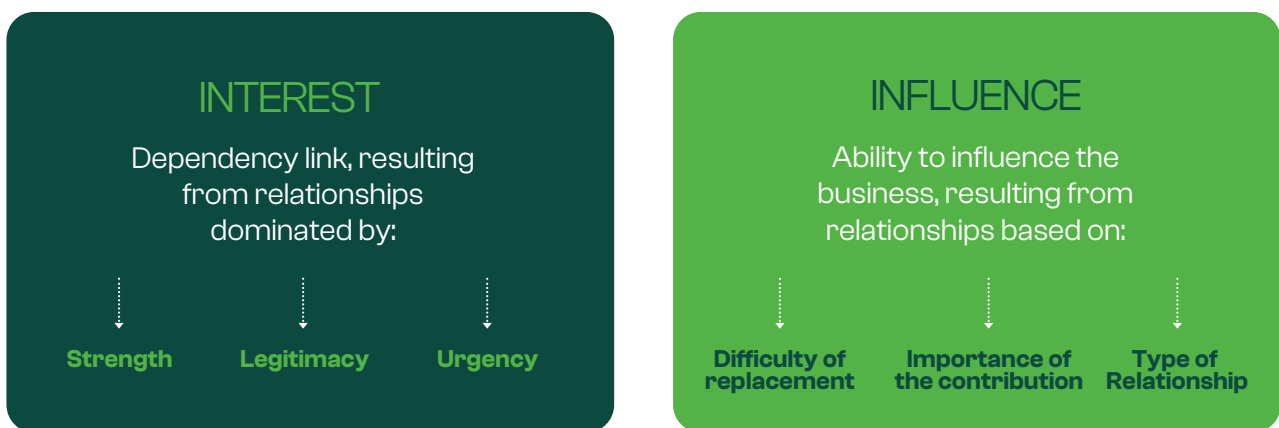 INTEREST
Dependency link, resulting
from relationships
dominated by:
Strength
Legitimacy
Urgency
INFLUENCE
Ability to influence the
business, resulting from
relationships based on:
Difficulty of
replacement
Importance of
the contribution
Type of
Relationship